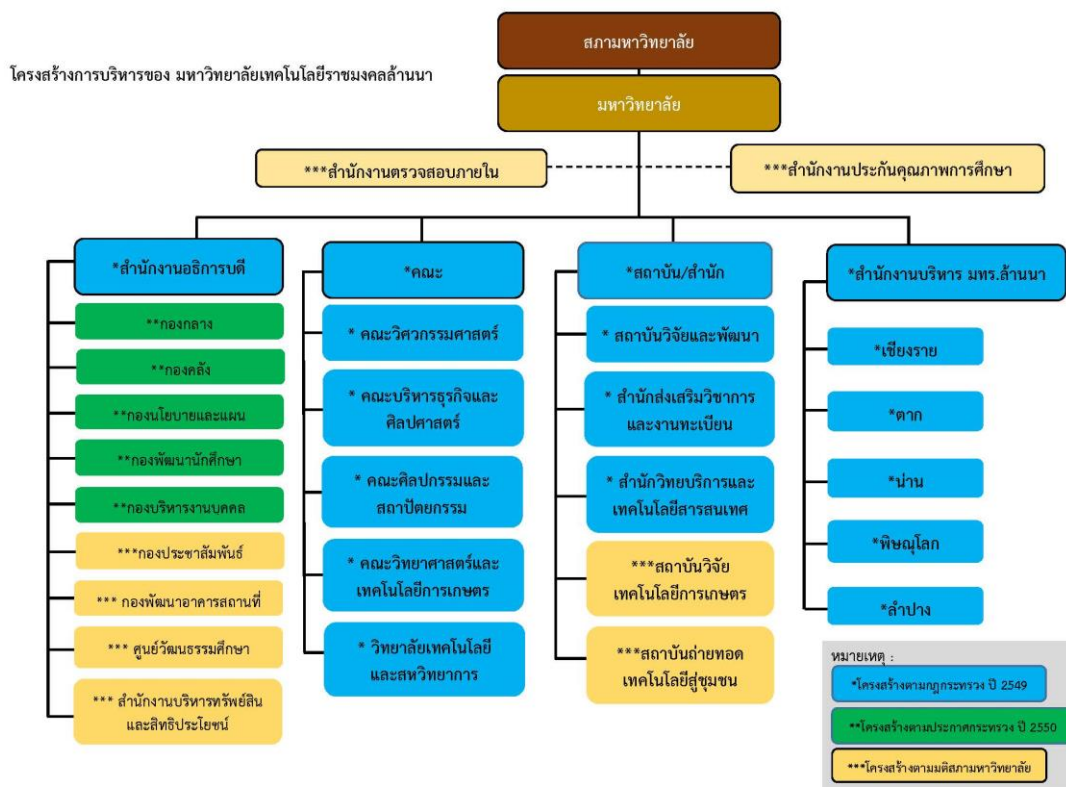 สภามหาวิทยาลัย
โครงสร้างการบริหารของ มหาวิทยาลัยเทคโนโลยีราชมงคลล้านนา
มหาวิทยาลัย
***สำนักงานตรวจสอบภายใน
***สำนักงานประกันคุณภาพการศึกษา
*สำนักงานอธิการบดี
**กองกลาง
**กองคลัง
**กองนโยบายและแผน
**กองพัฒนานักศึกษา
**กองบริหารงานบุคคล
***กองประชาสัมพันธ์
*** กองพัฒนาอาคารสถานที่
*** ศูนย์วัฒนธรรมศึกษา
*** สำนักงานบริหารทรัพย์สิน
และสิทธิประโยชน์
*คณะ
* คณะวิศวกรรมศาสตร์
* คณะบริหารธุรกิจและ
ศิลปศาสตร์
* คณะศิลปกรรมและ
สถาปัตยกรรม
* คณะวิทยาศาสตร์และ
เทคโนโลยีการเกษตร
* วิทยาลัยเทคโนโลยี
และสหวิทยาการ
*สถาบัน/สำนัก
* สถาบันวิจัยและพัฒนา
* สำนักส่งเสริมวิชาการ
และงานทะเบียน
* สำนักวิทยบริการและ
เทคโนโลยีสารสนเทศ
***สถาบันวิจัย
เทคโนโลยีการเกษตร
***สถาบันถ่ายทอด
เทคโนโลยีสู่ชุมชน
*สำนักงานบริหาร มทร.ล้านนา
*เชียงราย
*ตาก
*น่าน
*พิษณุโลก
*ลำปาง
หมายเหตุ :
*โครงสร้างตามกฎกระทรวง ปี 2549
**โครงสร้างตามประกาศกระทรวง ปี 2550
***โครงสร้างตามมติสภามหาวิทยาลัย